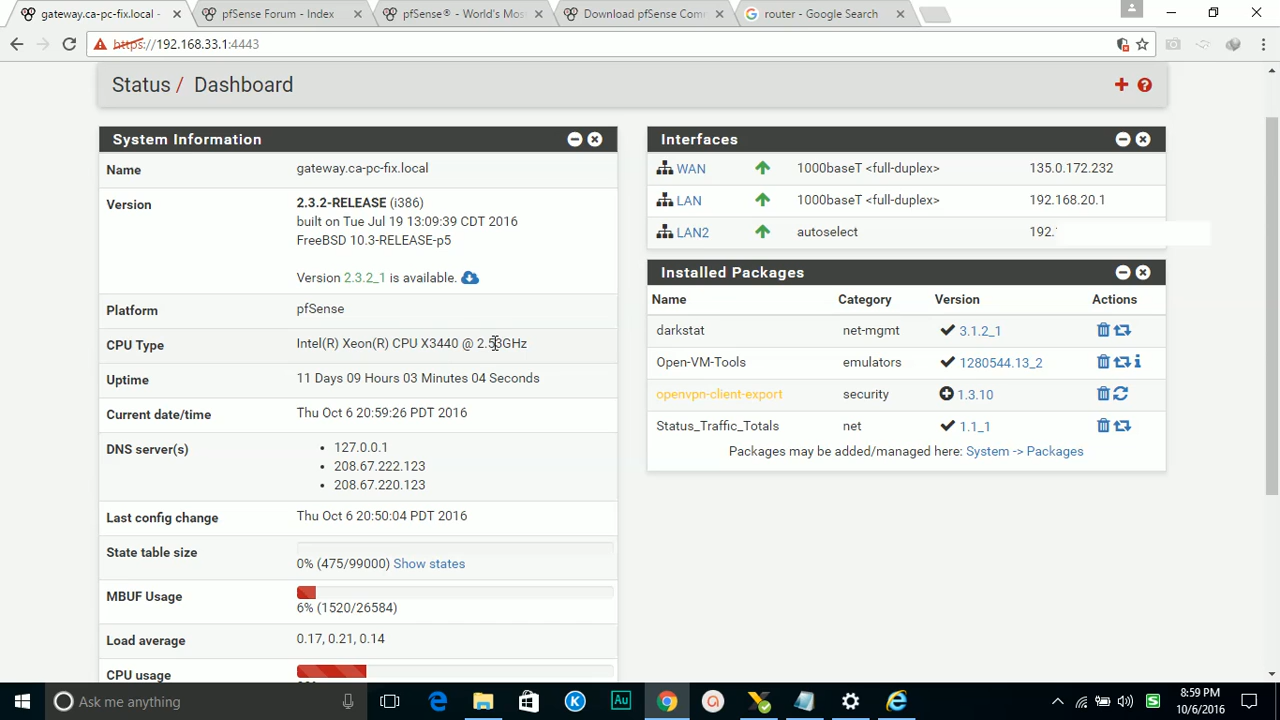 gateway.ca-pc-fix.local -
pfSense Forum - Index
pfSense® - World's Mos
Download pfSense Com
router - Google Search
https://192.168.33.1:4443
Status / Dashboard
System Information
Name gateway.ca-pc-fix.local
Version 2.3.2-RELEASE (i386)
built on Tue Jul 19 13:09:39 CDT 2016
FreeBSD 10.3-RELEASE-p5
Version 2.3.2_1 is available.
Platform pfSense
CPU Type Intel(R) Xeon(R) CPU X3440 @ 2.53GHz
Uptime 11 Days 09 Hours 03 Minutes 04 Seconds
Current date/time Thu Oct 6 20:59:26 PDT 2016
DNS server(s)
127.0.0.1
208.67.222.123
208.67.220.123
Last config change Thu Oct 6 20:50:04 PDT 2016
State table size
0% (475/99000) Show states
MBUF Usage
6% (1520/26584)
Load average 0.17, 0.21, 0.14
CPU usage
Interfaces
WAN 1000baseT <full-duplex> 135.0.172.232
LAN 1000baseT <full-duplex> 192.168.20.1
LAN2 autoselect 192.
Installed Packages
Name Category Version Actions
darkstat net-mgmt 3.1.2_1
Open-VM-Tools emulators 1280544.13_2
openvpn-client-export security 1.3.10
Status_Traffic_Totals net 1.1_1
Packages may be added/managed here: System -> Packages
Ask me anything
8:59 PM
10/6/2016